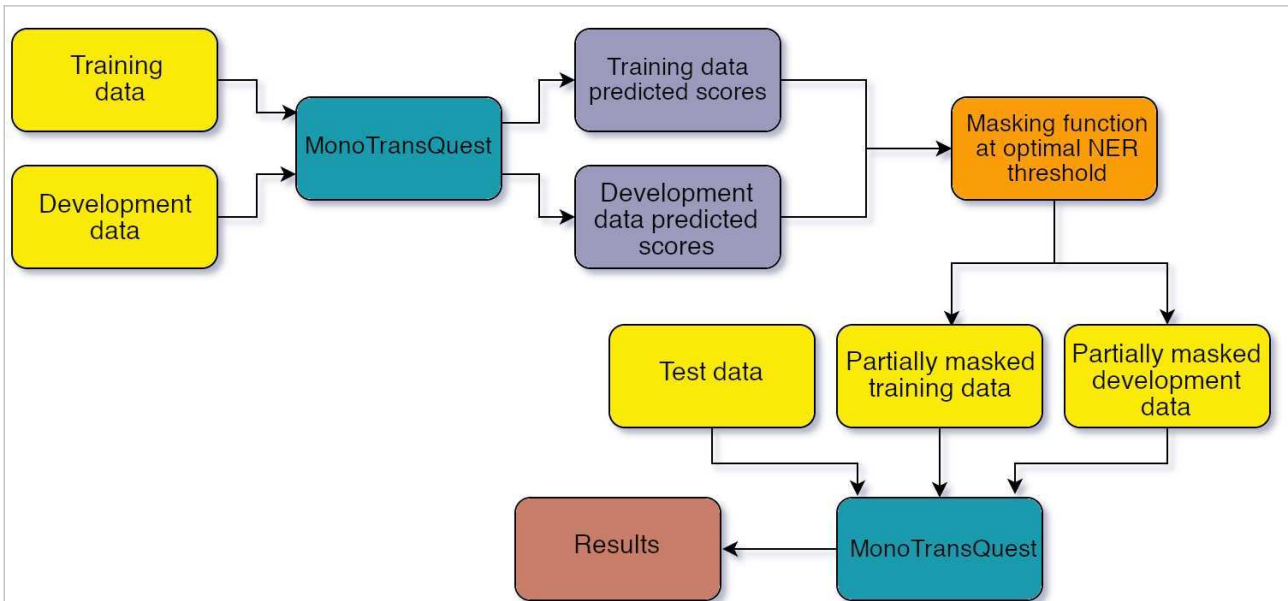 Training
data
Training data
predicted scores
MonoTransQuest
Masking function
at optimal NER
threshold
Development
data
Development
data predicted
scores
Test data
Partially masked
training data
Partially masked
development
data
Results
MonoTransQuest